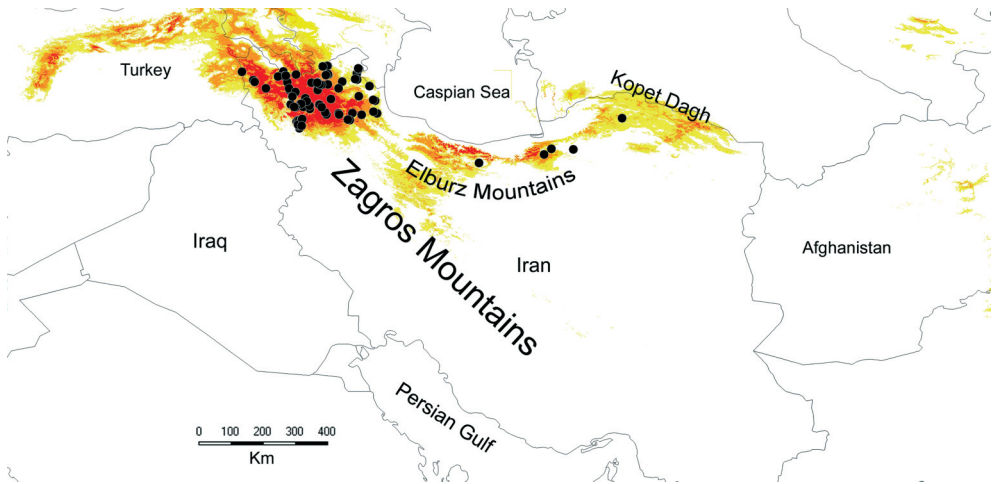 Turkey
Caspian Sea
Kopet Dagh
Elburz Mountains
Zagros Mountains
Iraq
Iran
Afghanistan
Persian Gulf
0 100 200 300 400
Km